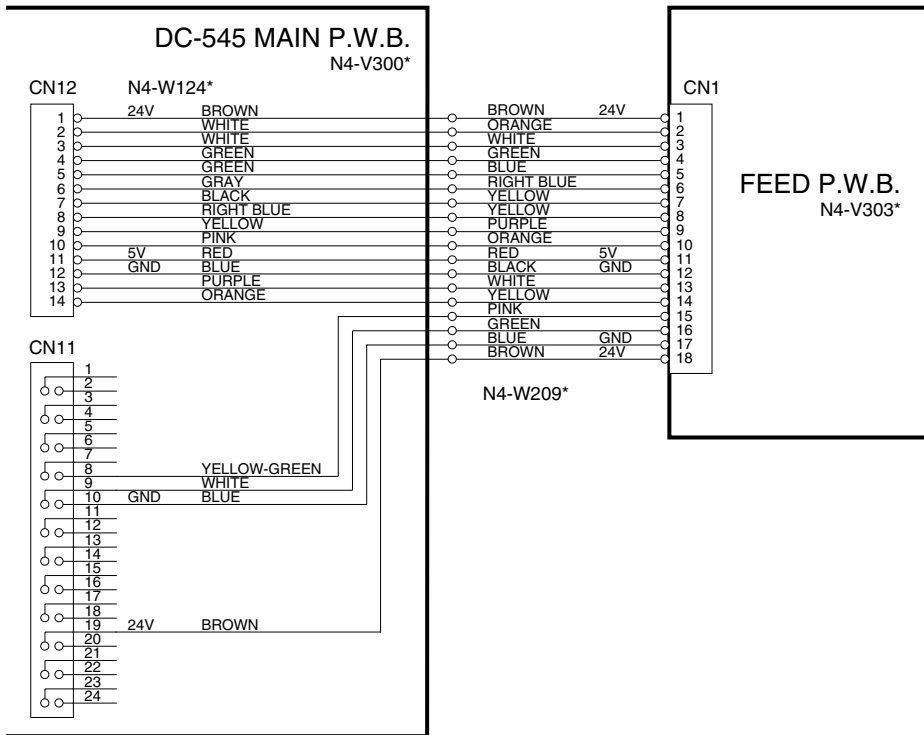 DC-545 MAIN P.W.B.
N4-V300*
CN12 N4-W124* CN1
1 24V BROWN BROWN 24V 1
2 WHITE ORANGE 2
3 WHITE WHITE 3
4 GREEN GREEN 4
5 GREEN BLUE 5
6 GRAY RIGHT BLUE 6
7 BLACK YELLOW 7
8 RIGHT BLUE YELLOW 8
9 YELLOW PURPLE 9
10 PINK ORANGE 10
11 5V RED RED 5V 11
12 GND BLUE BLACK GND 12
13 PURPLE WHITE 13
14 ORANGE YELLOW 14
PINK 15
GREEN 16
BLUE GND 17
BROWN 24V 18
FEED P.W.B.
N4-V303*
N4-W209*
CN11
1
2
3
4
5
6
7
8 YELLOW-GREEN
9 WHITE
10 GND BLUE
11
12
13
14
15
16
17
18
19 24V BROWN
20
21
22
23
24